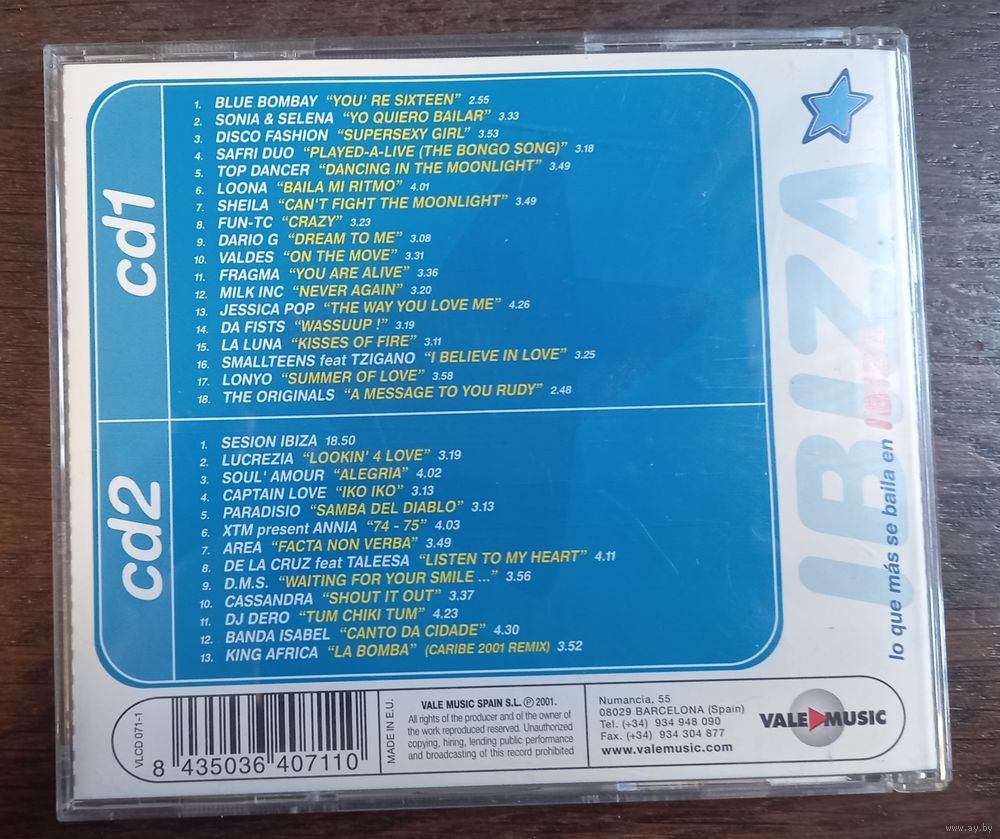 cd1
1. BLUE BOMBAY "YOU' RE SIXTEEN" 2.55
2. SONIA & SELENA "YO QUIERO BAILAR" 3.33
3. DISCO FASHION "SUPERSEXY GIRL" 3.53
4. SAFRI DUO "PLAYED-A-LIVE (THE BONGO SONG)" 3.18
5. TOP DANCER "DANCING IN THE MOONLIGHT" 3.49
6. LOONA "BAILA MI RITMO" 4.01
7. SHEILA "CAN'T FIGHT THE MOONLIGHT" 3.49
8. FUN-TC "CRAZY" 3.23
9. DARIO G "DREAM TO ME" 3.08
10. VALDES "ON THE MOVE" 3.31
11. FRAGMA "YOU ARE ALIVE" 3.36
12. MILK INC "NEVER AGAIN" 3.20
13. JESSICA POP "THE WAY YOU LOVE ME" 4.26
14. DA FISTS "WASSUUP !" 3.19
15. LA LUNA "KISSES OF FIRE" 3.11
16. SMALLTEENS feat TZIGANO "I BELIEVE IN LOVE" 3.25
17. LONYO "SUMMER OF LOVE" 3.58
18. THE ORIGINALS "A MESSAGE TO YOU RUDY" 2.48
cd2
1. SESION IBIZA 18.50
2. LUCREZIA "LOOKIN' 4 LOVE" 3.19
3. SOUL' AMOUR "ALEGRIA" 4.02
4. CAPTAIN LOVE "IKO IKO" 3.13
5. PARADISIO "SAMBA DEL DIABLO" 3.13
6. XTM present ANNIA "74 - 75" 4.03
7. AREA "FACTA NON VERBA" 3.49
8. DE LA CRUZ feat TALEESA "LISTEN TO MY HEART" 4.11
9. D.M.S. "WAITING FOR YOUR SMILE ..." 3.56
10. CASSANDRA "SHOUT IT OUT" 3.37
11. DJ DERO "TUM CHIKI TUM" 4.23
12. BANDA ISABEL "CANTO DA CIDADE" 4.30
13. KING AFRICA "LA BOMBA" (CARIBE 2001 REMIX) 3.52
IBIZA
lo que más se baila en IBIZA
VLCD 071-1
8 435036 407110
MADE IN E.U.
VALE MUSIC SPAIN S.L. ℗ 2001.
All rights of the producer and of the owner of
the work reproduced reserved. Unauthorized
copying, hiring, lending public performance
and broadcasting of this record prohibited
Numancia, 55
08029 BARCELONA (Spain)
Tel. (+34) 934 948 090
Fax. (+34) 934 304 877
www.valemusic.com
VALE MUSIC
www.ay.by